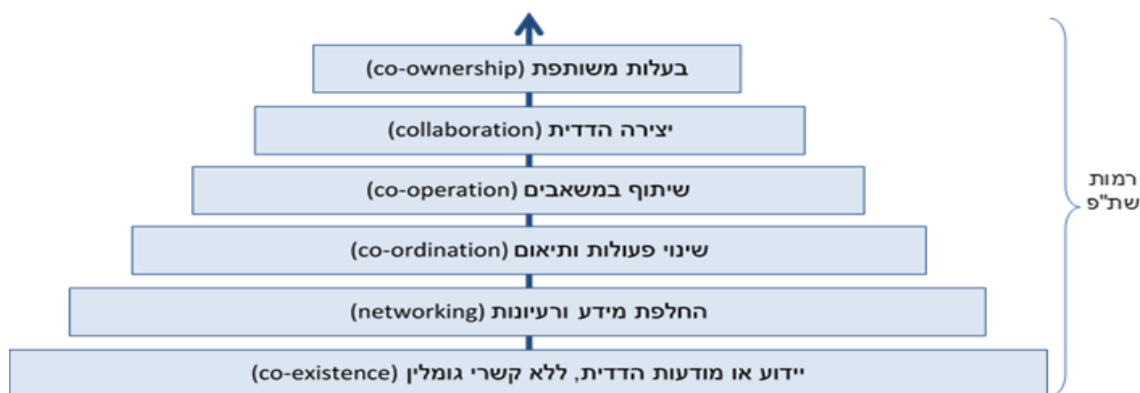 בעלות משותפת (co-ownership)
יצירה הדדית (collaboration)
שיתוף במשאבים (co-operation)
שינוי פעולות ותיאום (co-ordination)
החלפת מידע ורעיונות (networking)
יידוע או מודעות הדדית, ללא קשרי גומלין (co-existence)
רמות
שת"פ